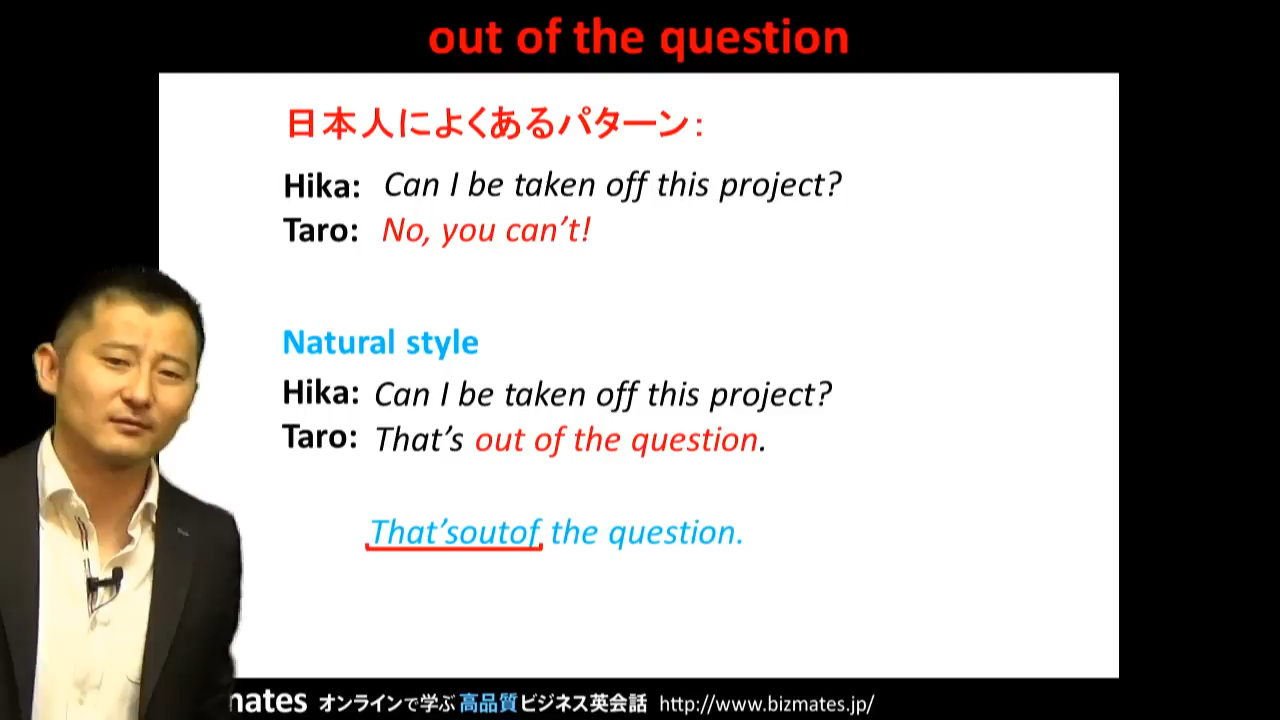 out of the question
日本人によくあるパターン：
Hika: Can I be taken off this project?
Taro: No, you can't!
Natural style
Hika: Can I be taken off this project?
Taro: That's out of the question.
That'soutof the question.
mates オンラインで学ぶ 高品質 ビジネス英会話 http://www.bizmates.jp/